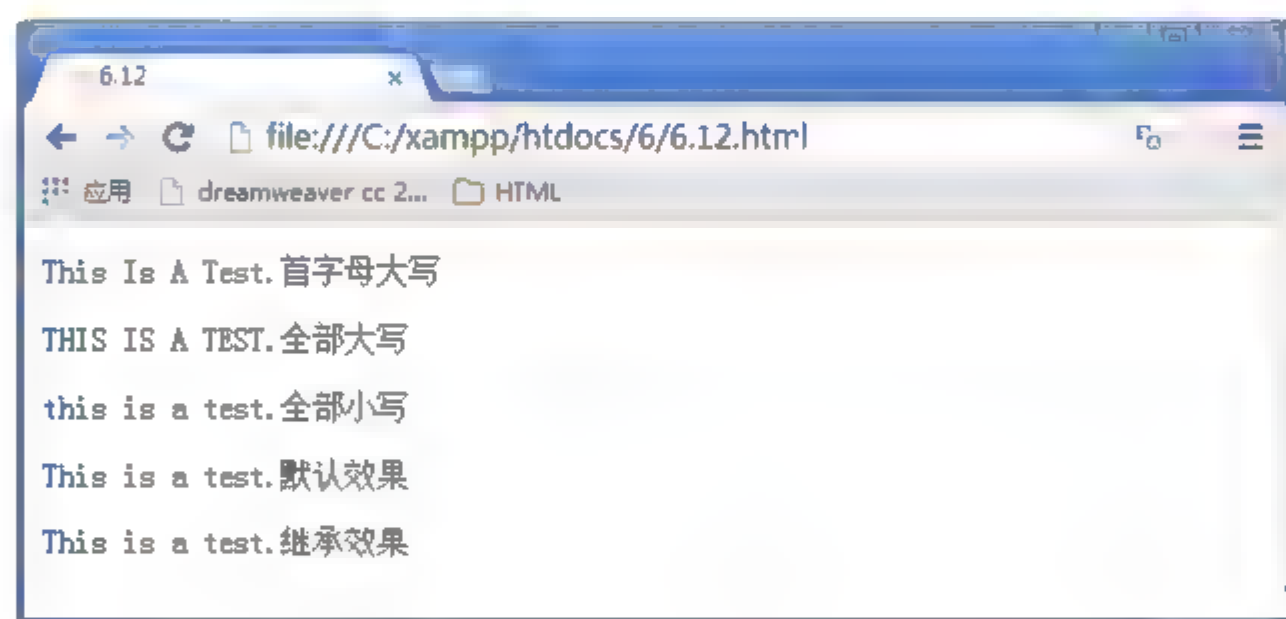 6.12
file:///C:/xampp/htdocs/6/6.12.html
应用 dreamweaver cc 2... HTML
This Is A Test.首字母大写
THIS IS A TEST.全部大写
this is a test.全部小写
This is a test.默认效果
This is a test.继承效果